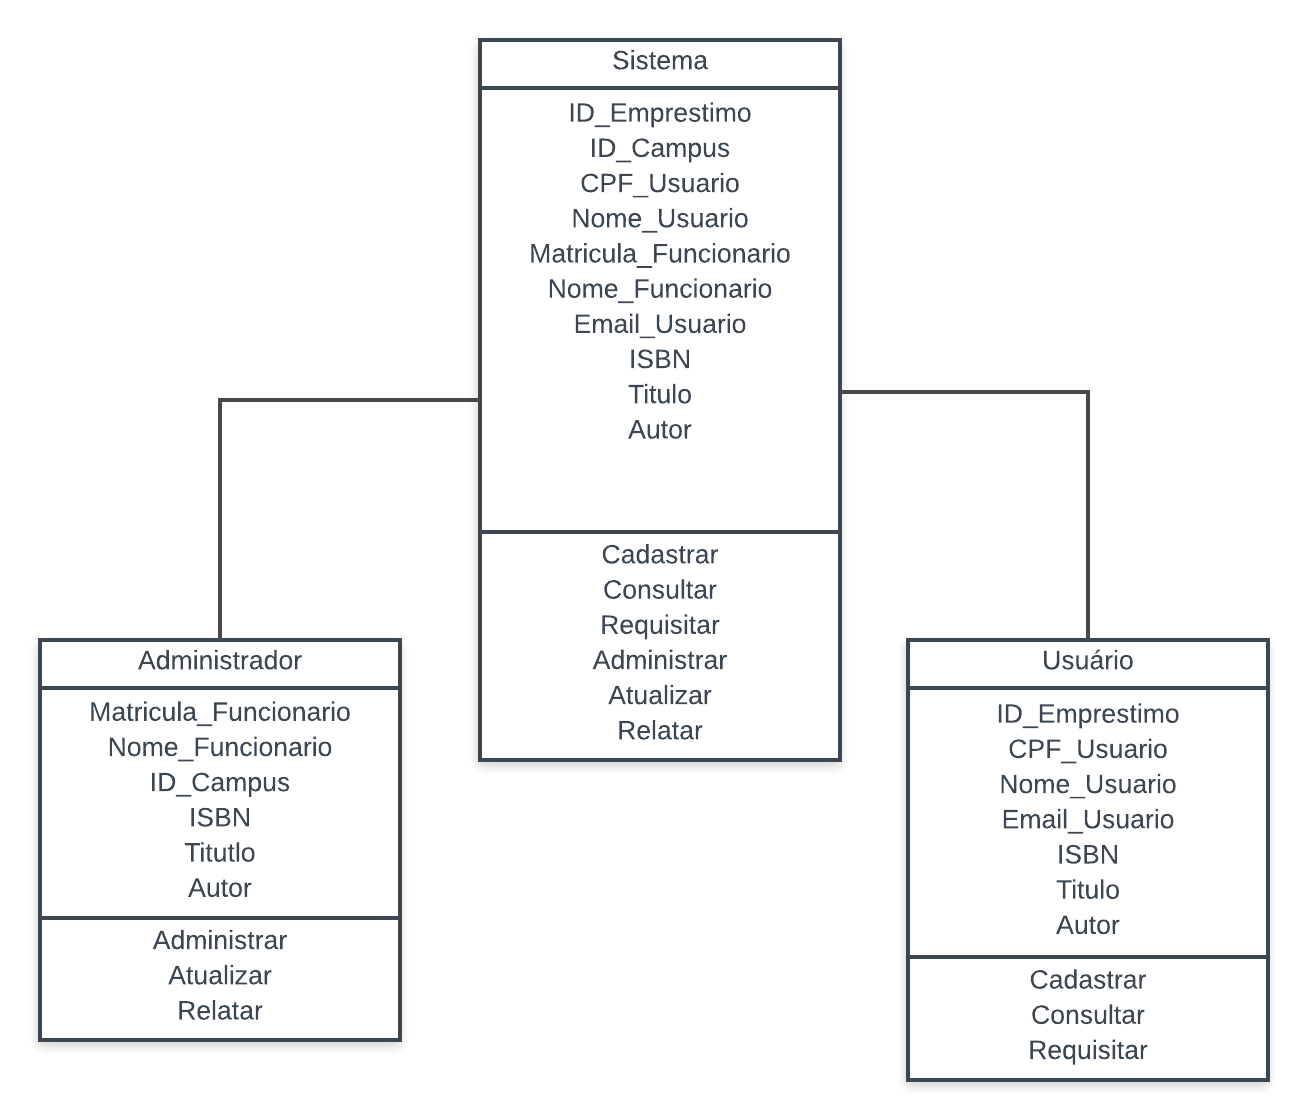 Sistema
ID_Emprestimo
ID_Campus
CPF_Usuario
Nome_Usuario
Matricula_Funcionario
Nome_Funcionario
Email_Usuario
ISBN
Titulo
Autor
Cadastrar
Consultar
Requisitar
Administrar
Atualizar
Relatar
Administrador
Matricula_Funcionario
Nome_Funcionario
ID_Campus
ISBN
Titutlo
Autor
Administrar
Atualizar
Relatar
Usuário
ID_Emprestimo
CPF_Usuario
Nome_Usuario
Email_Usuario
ISBN
Titulo
Autor
Cadastrar
Consultar
Requisitar